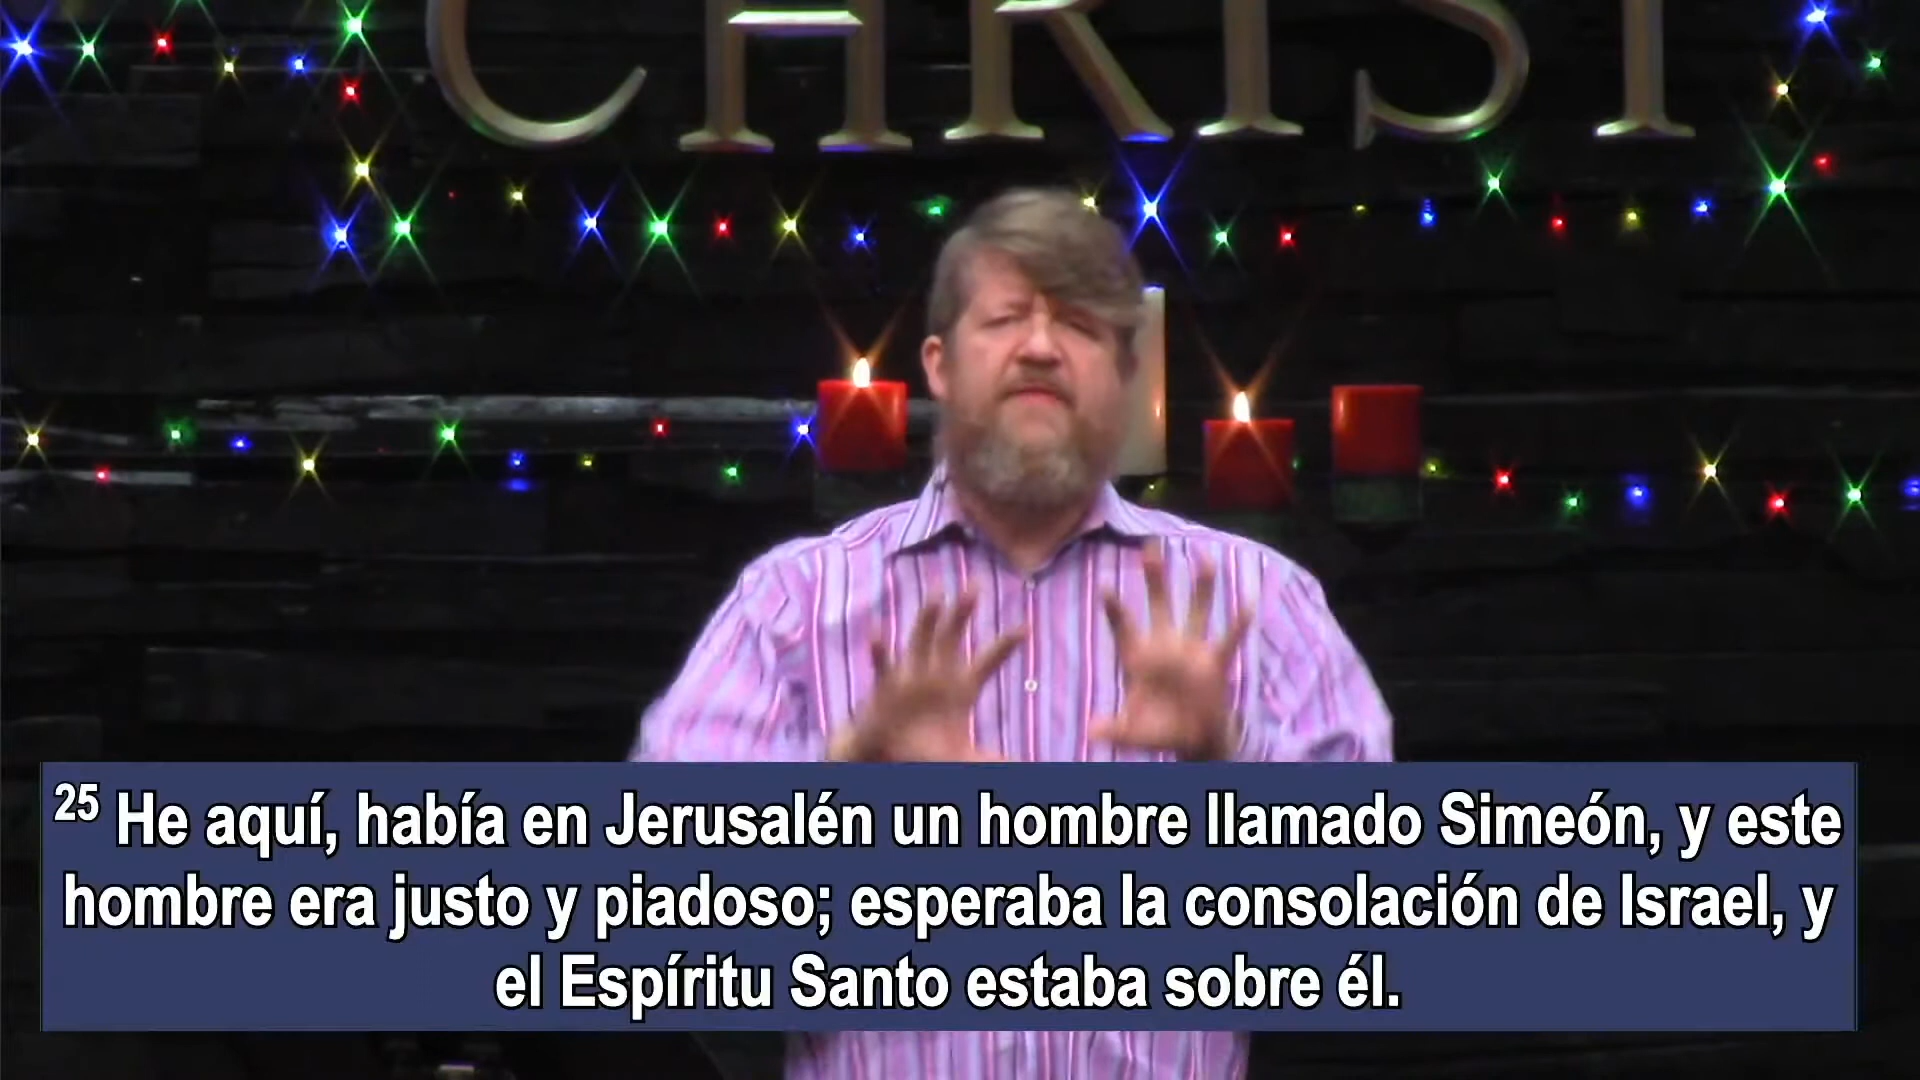 CHRIST
25 He aquí, había en Jerusalén un hombre llamado Simeón, y este
hombre era justo y piadoso; esperaba la consolación de Israel, y
el Espíritu Santo estaba sobre él.